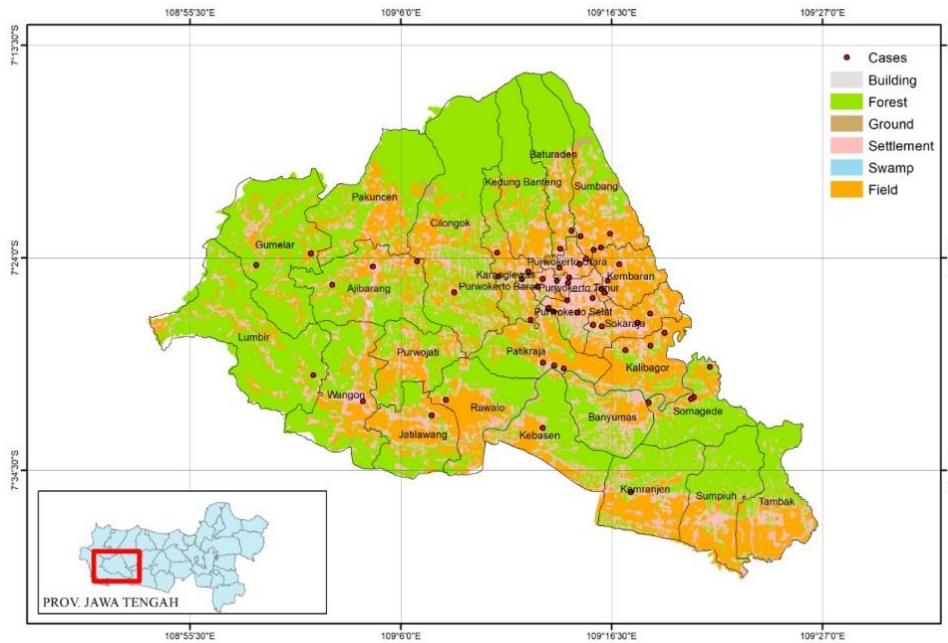 108°55'30"E 109°6'0"E 109°16'30"E 109°27'0"E
7°13'30"S
7°24'0"S
7°34'30"S
Cases
Building
Forest
Ground
Settlement
Swamp
Field
Baturaden
Kedung Banteng
Sumbang
Pakuncen
Cilongok
Gumelar
Purwokerto Utara
Karanglewas
Kembaran
Ajibarang
Purwokerto Barat
Purwokerto Timur
Purwokerto Selat
Sokaraja
Lumbir
Purwojati
Patikraja
Kalibagor
Wangon
Rawalo
Banyumas
Somagede
Jatilawang
Kebasen
Kemranjen
Sumpiuh
Tambak
PROV. JAWA TENGAH
108°55'30"E 109°6'0"E 109°16'30"E 109°27'0"E